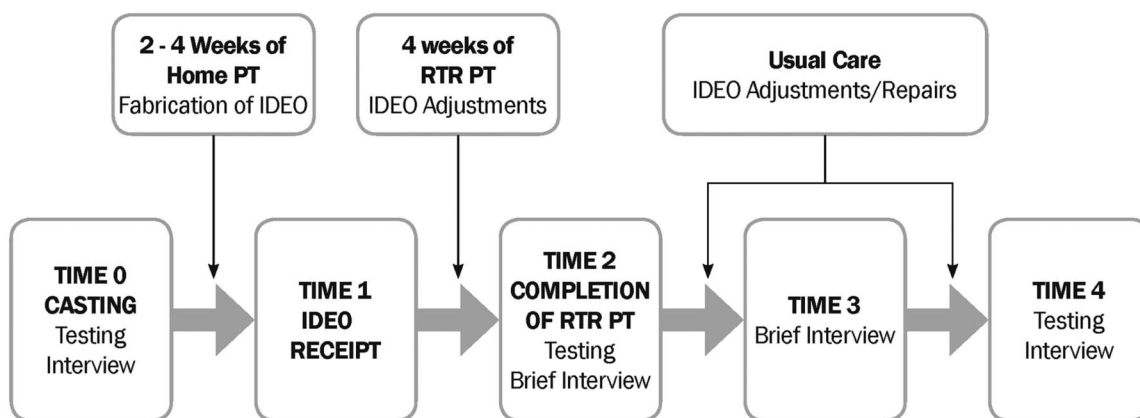 2 - 4 Weeks of
Home PT
Fabrication of IDEO
4 weeks of
RTR PT
IDEO Adjustments
Usual Care
IDEO Adjustments/Repairs
TIME 0
CASTING
Testing
Interview
TIME 1
IDEO
RECEIPT
TIME 2
COMPLETION
OF RTR PT
Testing
Brief Interview
TIME 3
Brief Interview
TIME 4
Testing
Interview